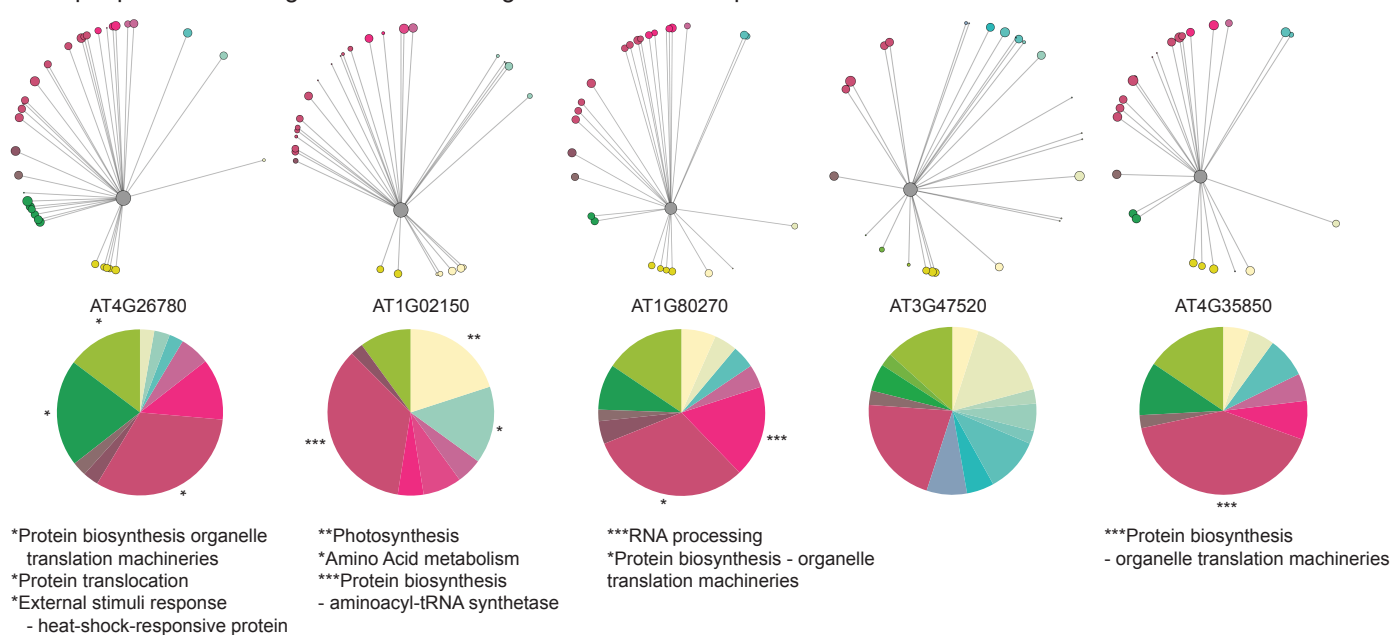 AT4G26780
AT1G02150
AT1G80270
AT3G47520
AT4G35850
*
*
*
**
*
***
***
*
***
*Protein biosynthesis organelle
translation machineries
*Protein translocation
*External stimuli response
- heat-shock-responsive protein
**Photosynthesis
*Amino Acid metabolism
***Protein biosynthesis
- aminoacyl-tRNA synthetase
***RNA processing
*Protein biosynthesis - organelle
translation machineries
***Protein biosynthesis
- organelle translation machineries